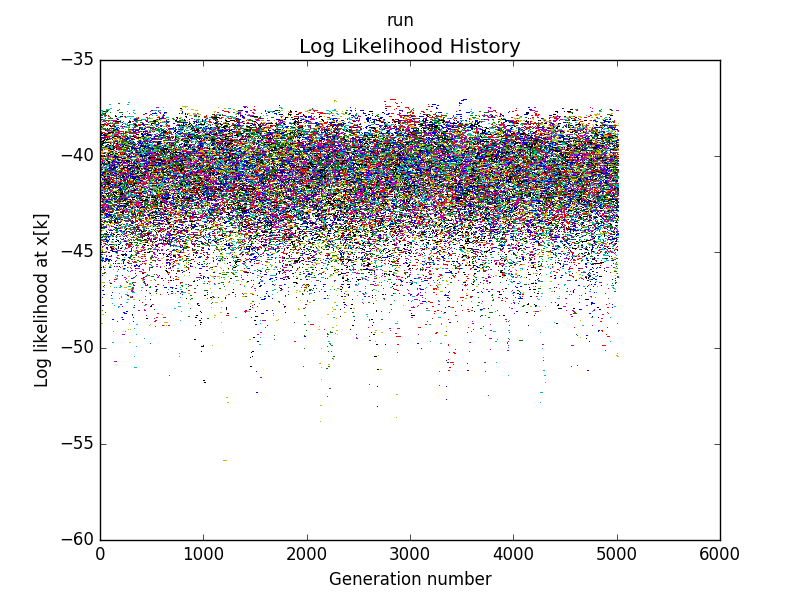 run
Log Likelihood History
−35
−40
−45
−50
−55
−60
Log likelihood at x[k]
0 1000 2000 3000 4000 5000 6000
Generation number